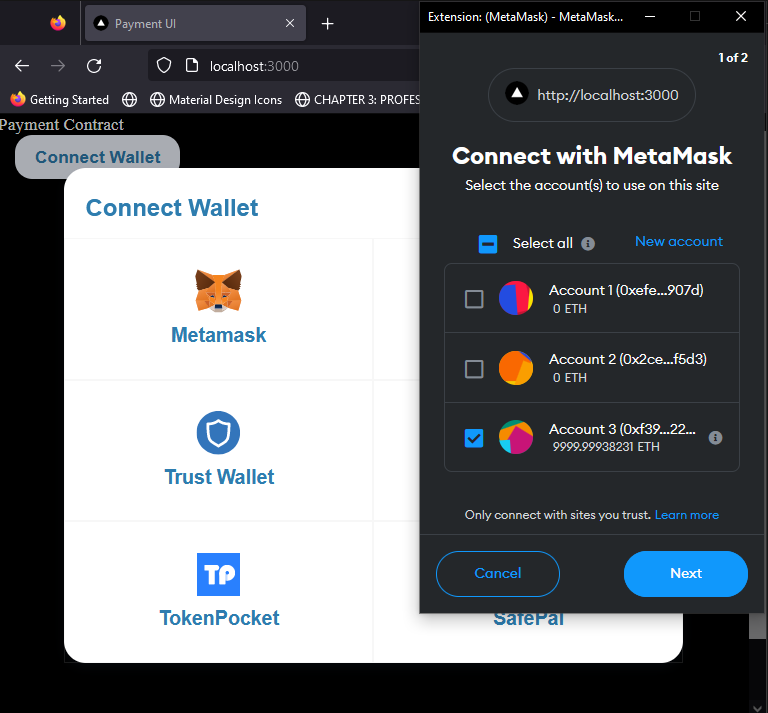 Payment UI
localhost:3000
Getting Started
Material Design Icons
CHAPTER 3: PROFES
Payment Contract
Connect Wallet
Connect Wallet
Metamask
Trust Wallet
TP
TokenPocket
SafePal
Extension: (MetaMask) - MetaMask...
1 of 2
http://localhost:3000
Connect with MetaMask
Select the account(s) to use on this site
Select all
New account
Account 1 (0xefe...907d)
0 ETH
Account 2 (0x2ce...f5d3)
0 ETH
Account 3 (0xf39...22...
9999.99938231 ETH
Only connect with sites you trust. Learn more
Cancel
Next